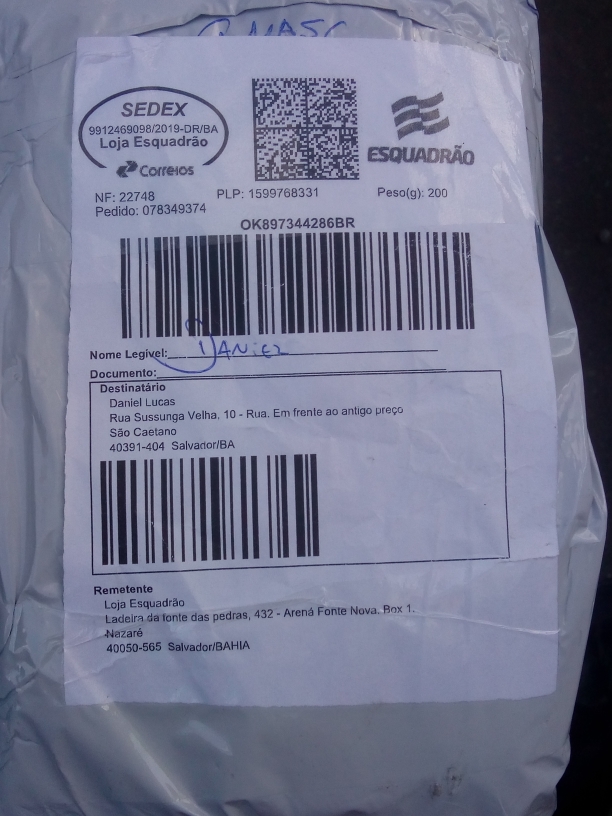 SEDEX
9912469098/2019-DR/BA
Loja Esquadrão
Correios
ESQUADRÃO
NF: 22748 PLP: 1599768331 Peso(g): 200
Pedido: 078349374
OK897344286BR
Nome Legível: DANiEL
Documento:
Destinatário
Daniel Lucas
Rua Sussunga Velha, 10 - Rua. Em frente ao antigo preço
São Caetano
40391-404 Salvador/BA
Remetente
Loja Esquadrão
Ladeira da fonte das pedras, 432 - Arená Fonte Nova. Box 1.
Nazaré
40050-565 Salvador/BAHIA